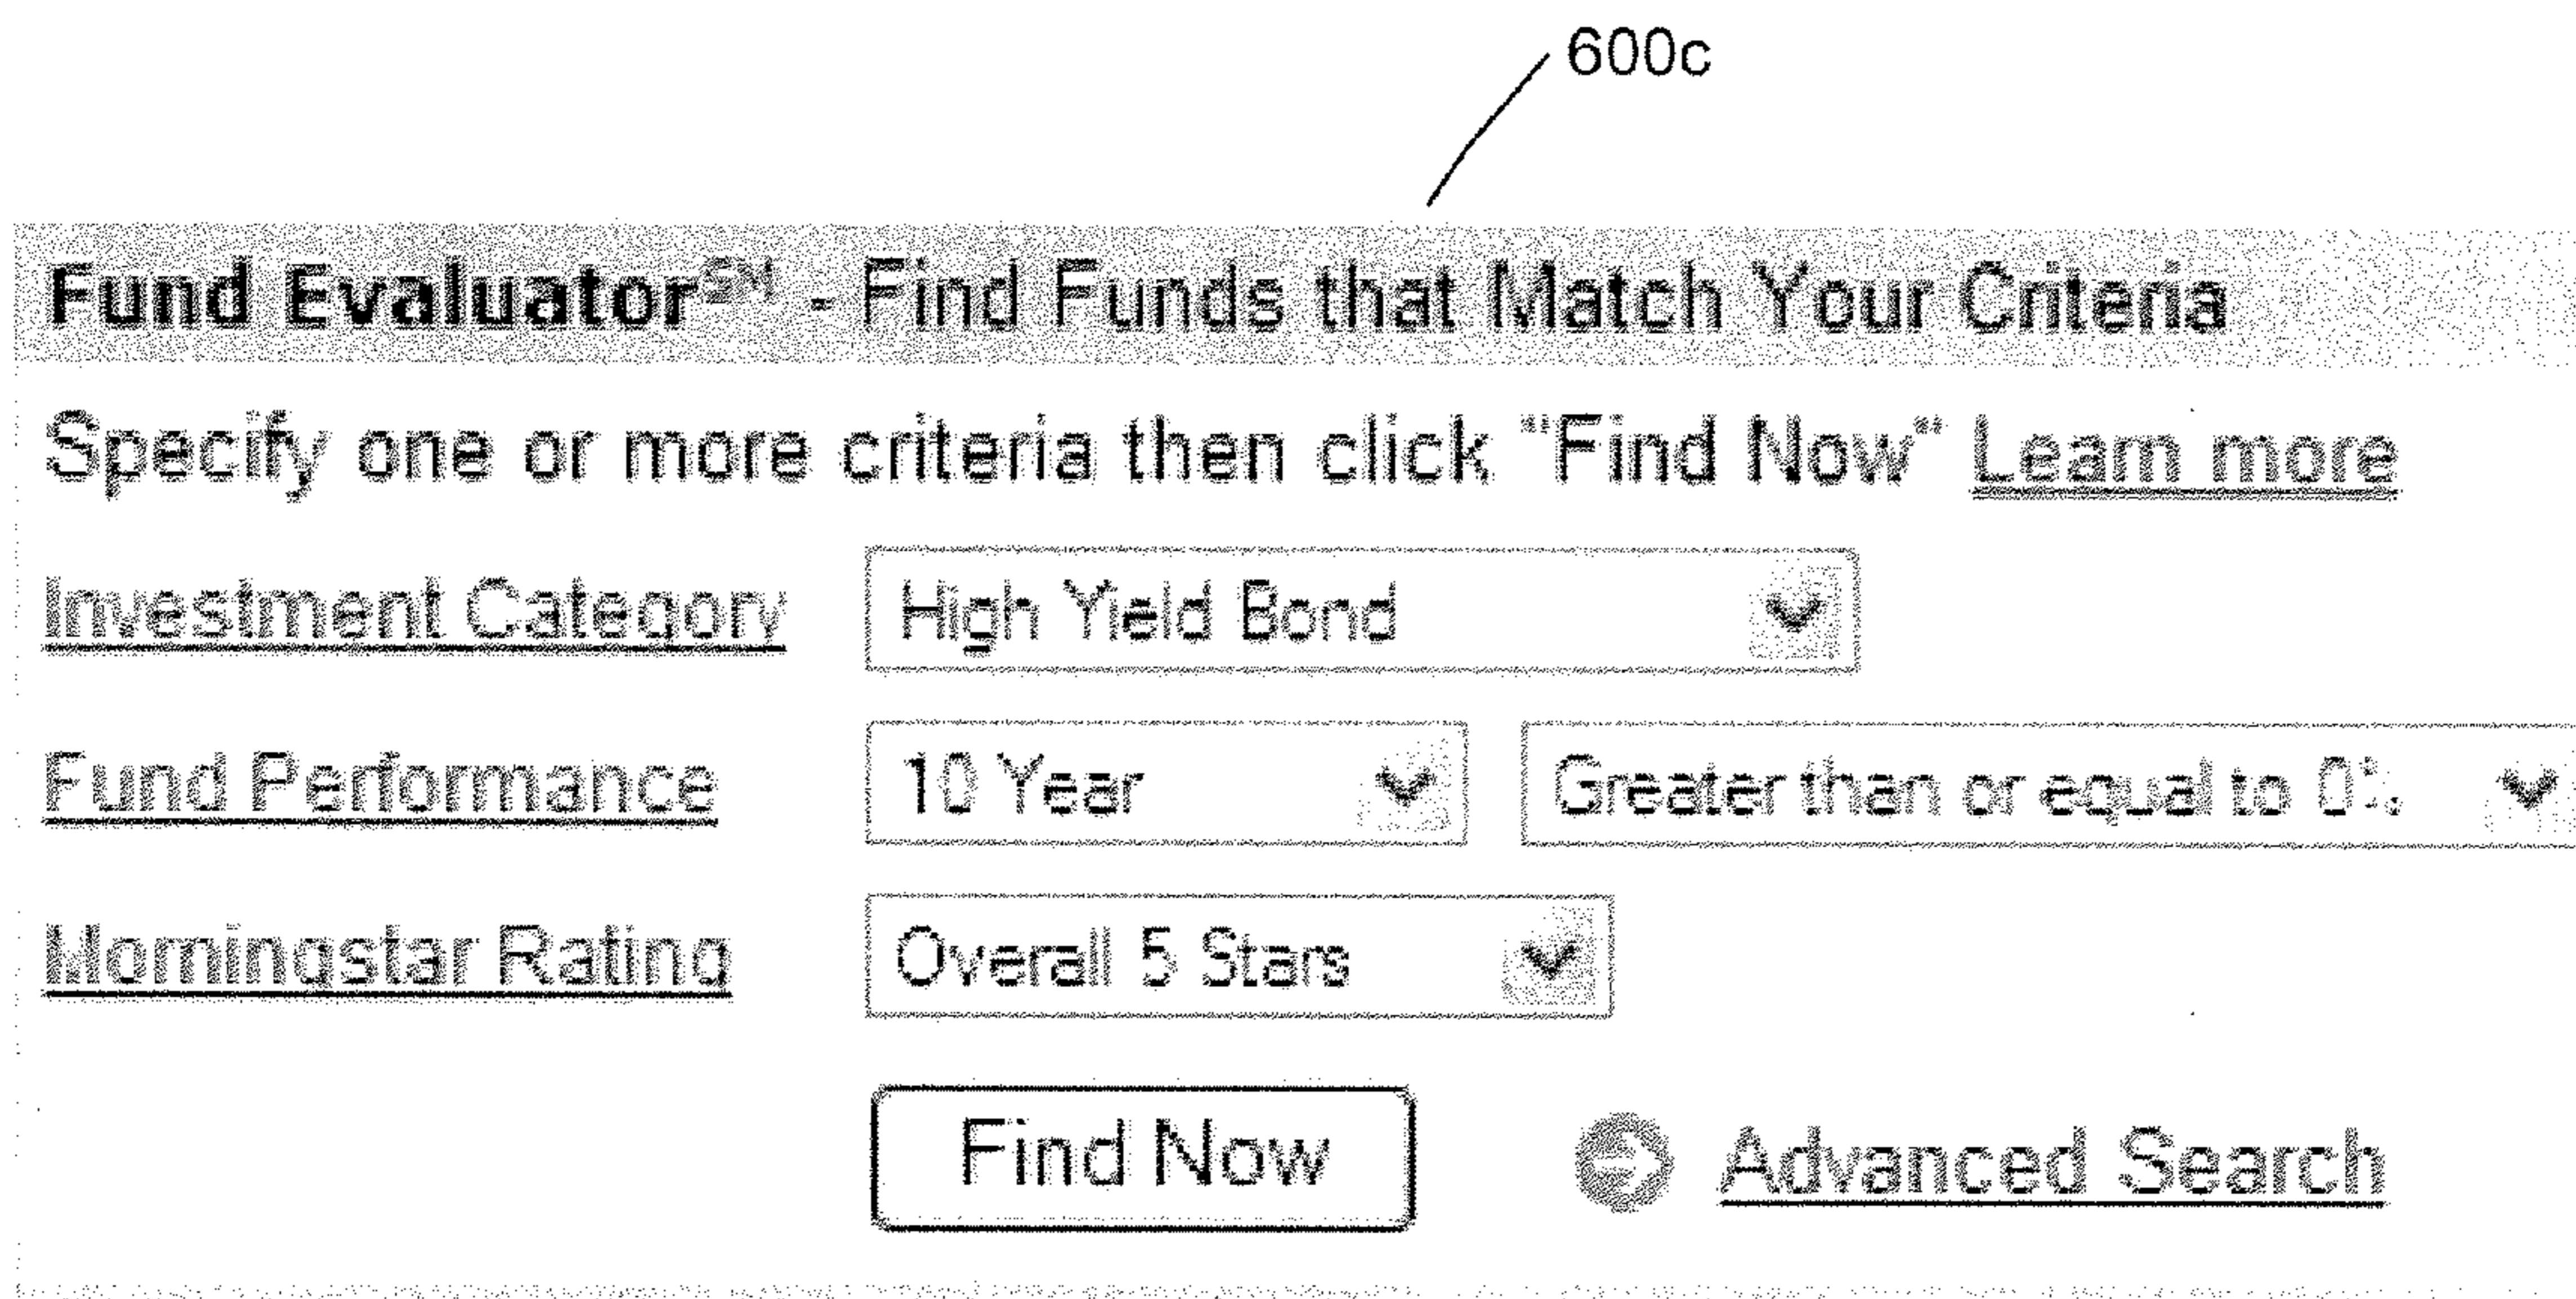 600c
Fund Evaluator℠ - Find Funds that Match Your Criteria
Specify one or more criteria then click "Find Now" Learn more
Investment Category High Yield Bond
Fund Performance 10 Year Greater than or equal to 0%
Morningstar Rating Overall 5 Stars
Find Now Advanced Search